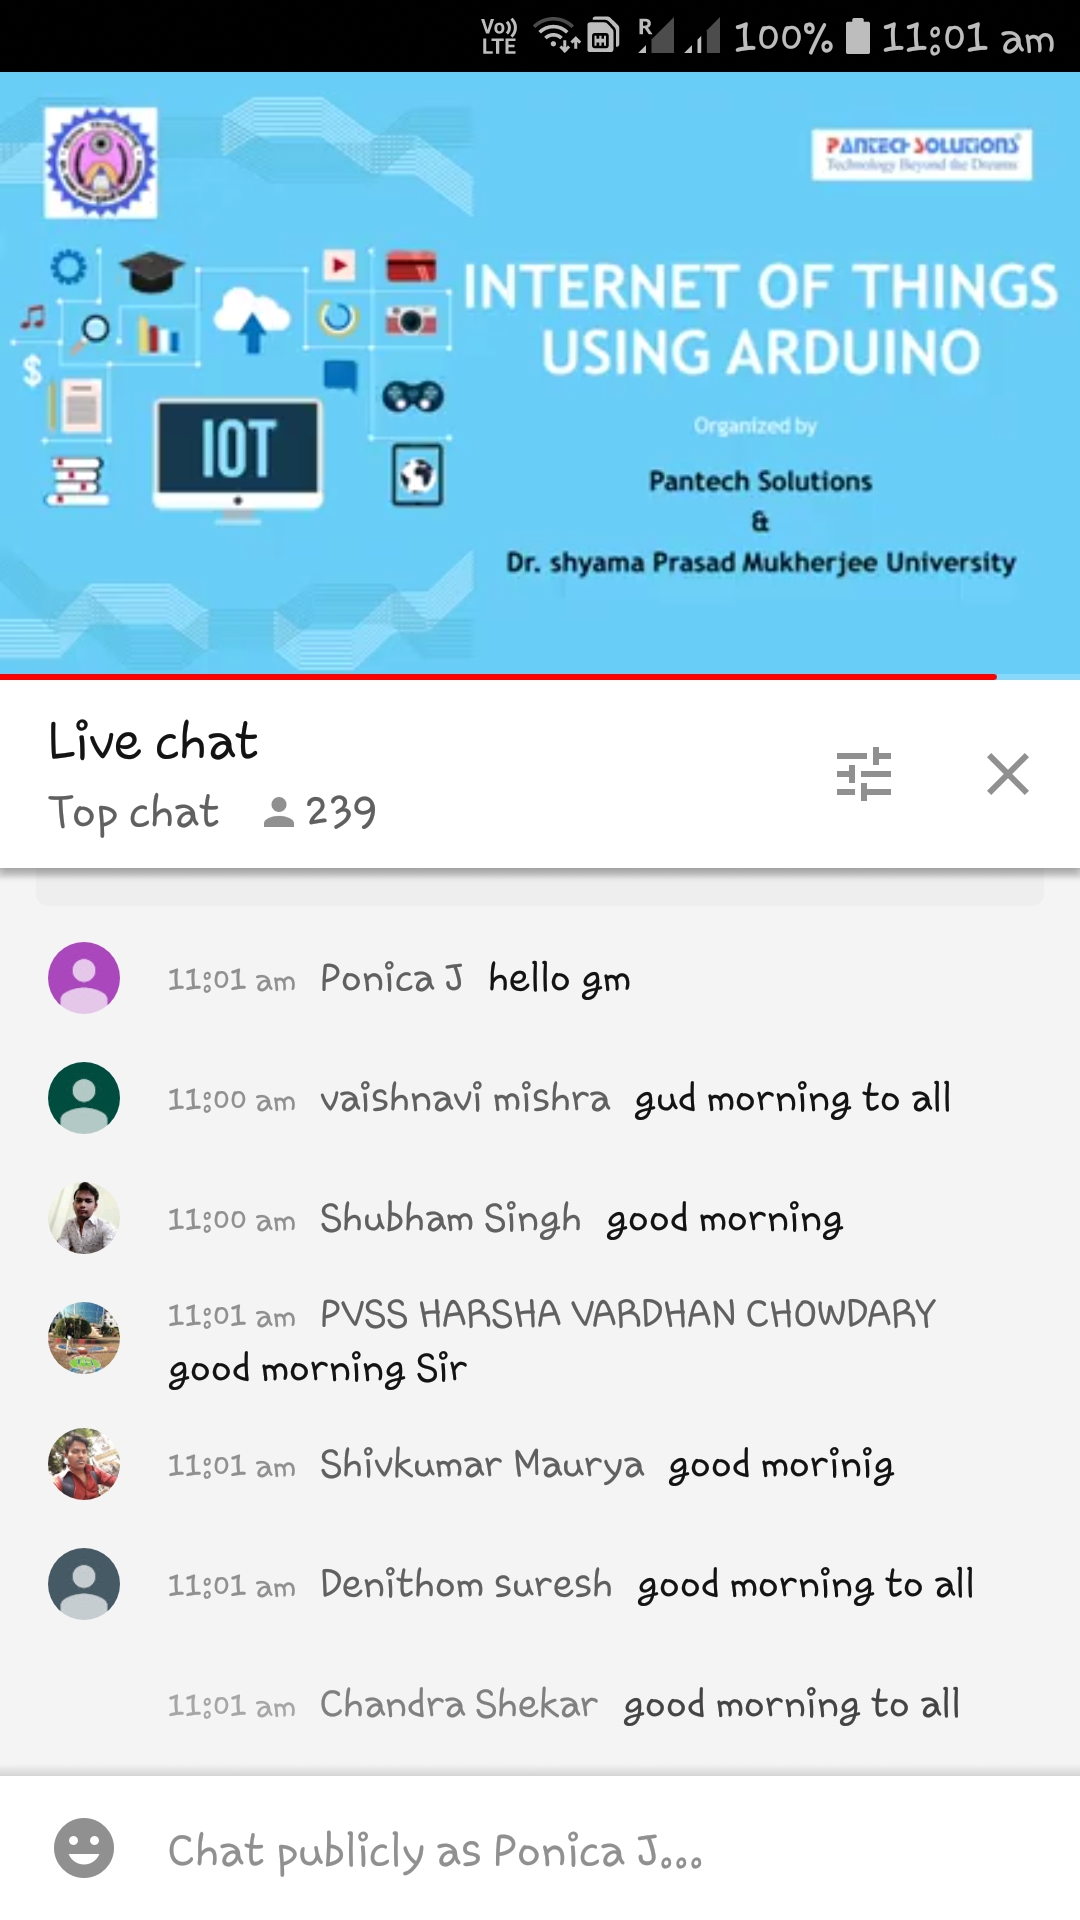 Vo)) LTE R 100% 11:01 am
PANTECH SOLUTIONS
Technology Beyond the Dreams
INTERNET OF THINGS
USING ARDUINO
IOT
$
Organized by
Pantech Solutions
&
Dr. shyama Prasad Mukherjee University
Live chat
Top chat 239
11:01 am Ponica J hello gm
11:00 am vaishnavi mishra gud morning to all
11:00 am Shubham Singh good morning
11:01 am PVSS HARSHA VARDHAN CHOWDARY
good morning Sir
11:01 am Shivkumar Maurya good morinig
11:01 am Denithom suresh good morning to all
11:01 am Chandra Shekar good morning to all
Chat publicly as Ponica J...